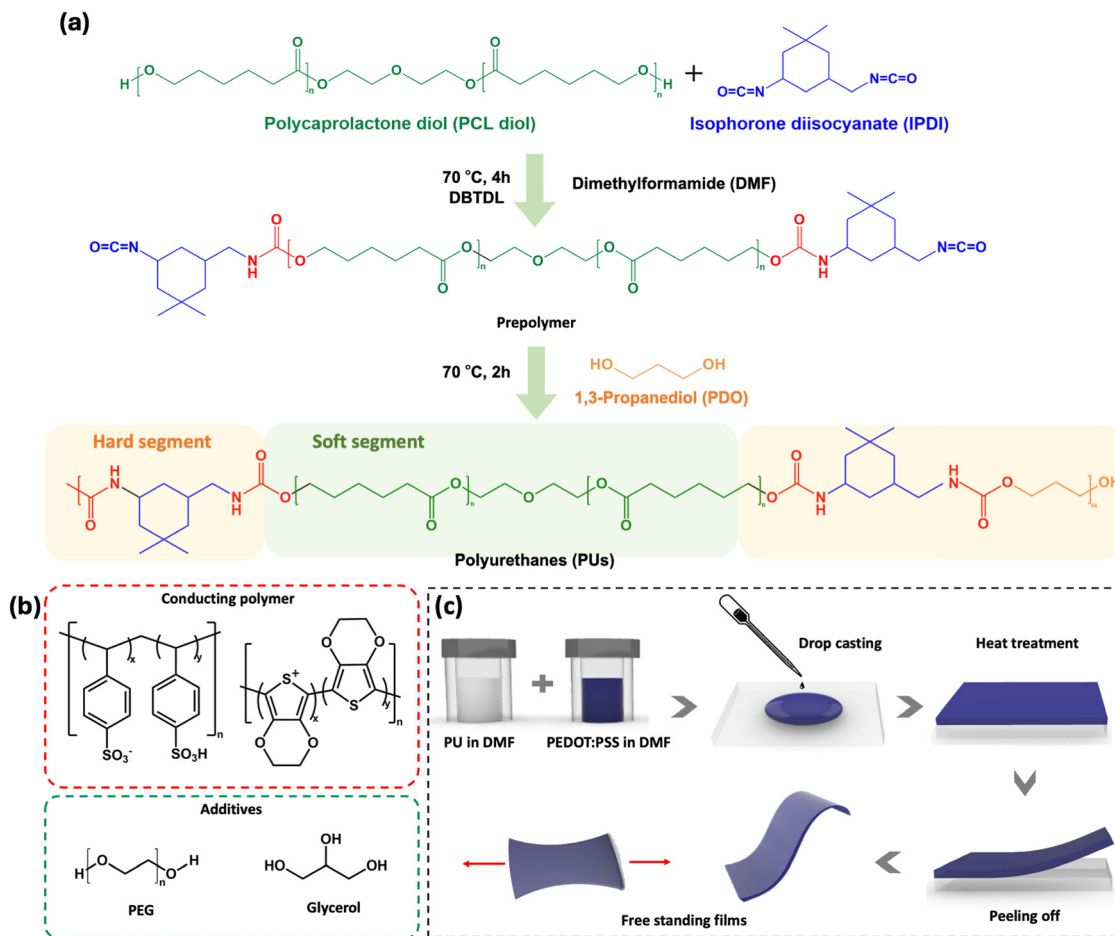 (a)
O O
H O O O O O H
n n
+
O=C=N N=C=O
Polycaprolactone diol (PCL diol)
Isophorone diisocyanate (IPDI)
70 °C, 4h
DBTDL
Dimethylformamide (DMF)
O=C=N N H O O O n O O O n O O N H N=C=O
O O O O
Prepolymer
70 °C, 2h
HO OH
1,3-Propanediol (PDO)
Hard segment
Soft segment
H N O N H O O O n O O O n O O N H H N O O m OH
O O O O
Polyurethanes (PUs)
(b)
Conducting polymer
x y n
SO3- SO3H
O O
S+ x S y n
O O
Additives
H O n O H
PEG
OH
HO OH
Glycerol
(c)
Drop casting
Heat treatment
+
PU in DMF
PEDOT:PSS in DMF
Free standing films
Peeling off